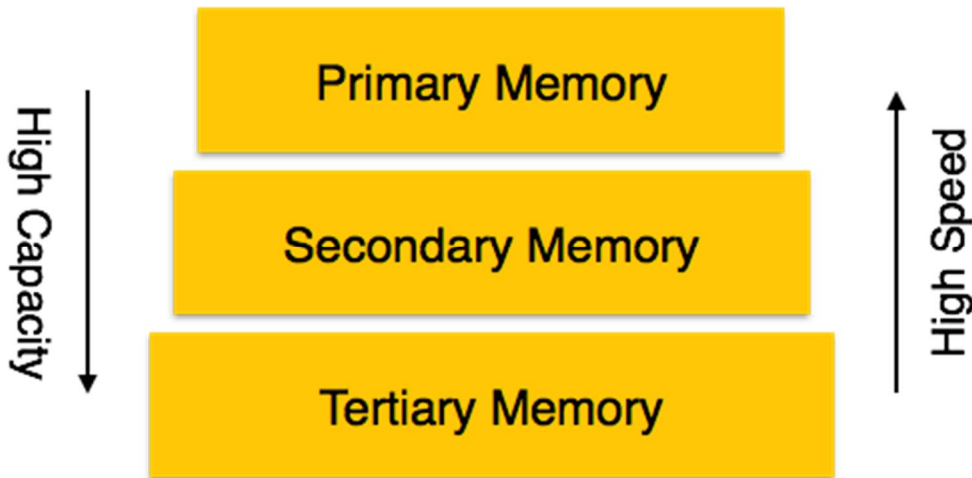 Primary Memory
High Capacity
High Speed
Secondary Memory
Tertiary Memory